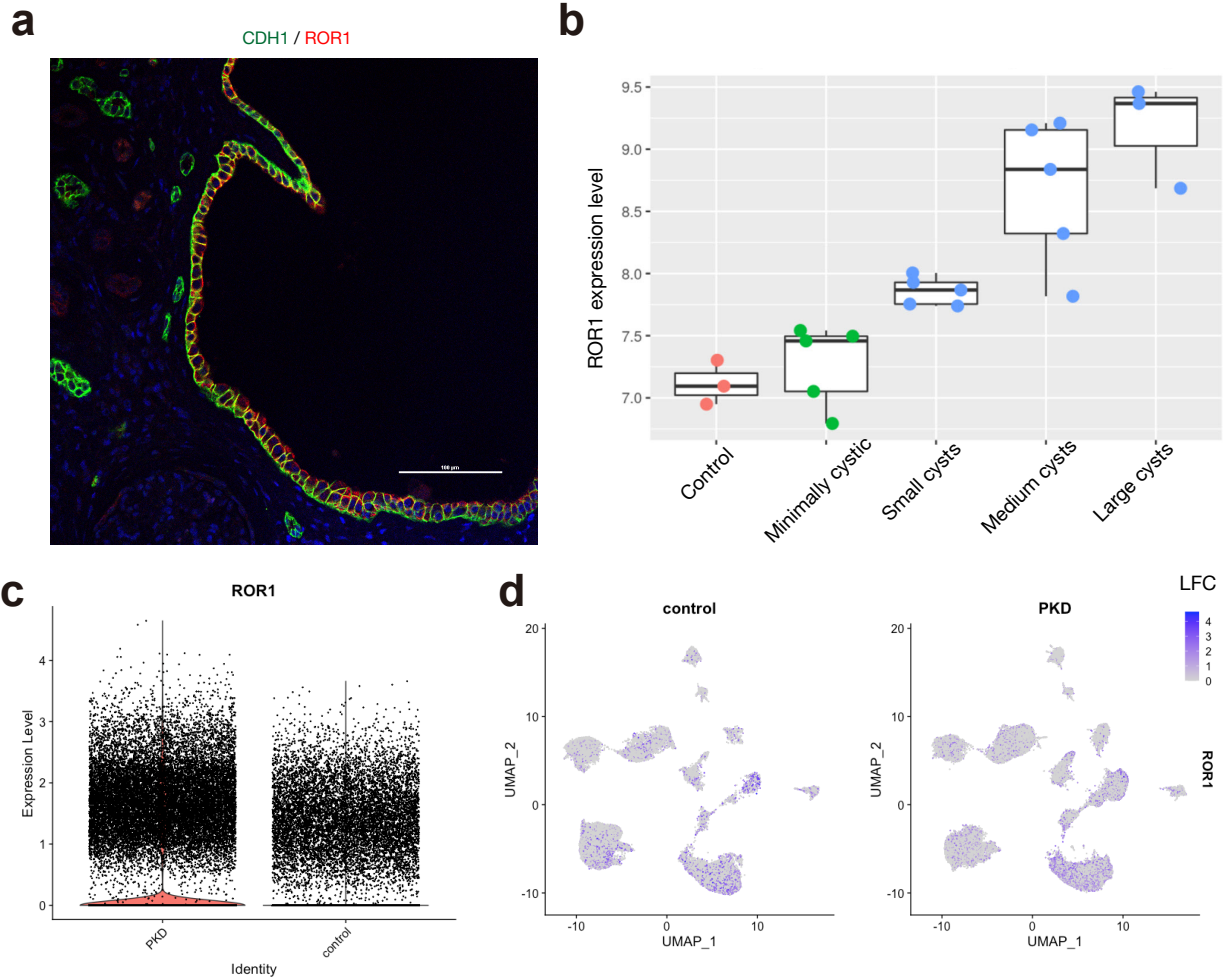 a
CDH1 / ROR1
100 µm
b
ROR1 expression level
9.5
9.0
8.5
8.0
7.5
7.0
Control
Minimally cystic
Small cysts
Medium cysts
Large cysts
c
ROR1
Expression Level
4
3
2
1
0
PKD
control
Identity
d
control
UMAP_2
20
10
0
-10
-10
0
10
UMAP_1
PKD
UMAP_2
20
10
0
-10
-10
0
10
UMAP_1
LFC
4
3
2
1
0
ROR1